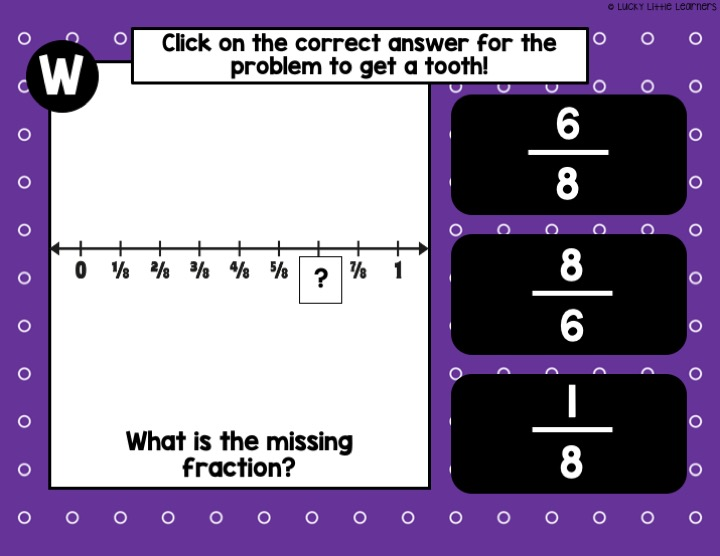 © Lucky Little Learners
Click on the correct answer for the
problem to get a tooth!
W
0 ⅛ ²⁄₈ ⅜ ⁴⁄₈ ⅝ ? ⅞ 1
What is the missing
fraction?
6
8
8
6
1
8